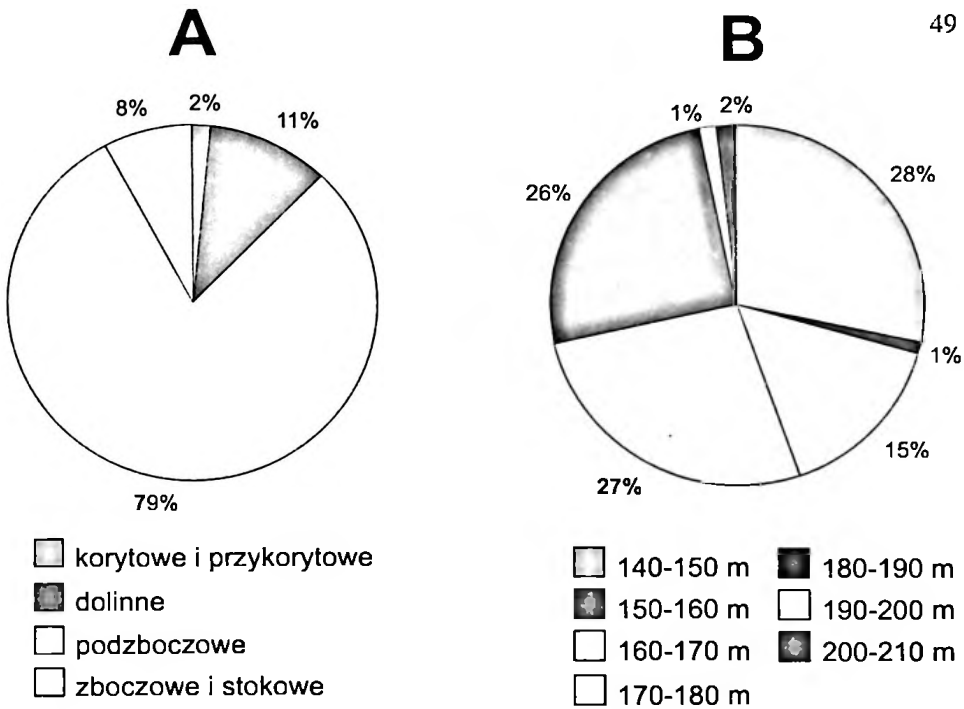 49
A
8%
2%
11%
79%
korytowe i przykorytowe
dolinne
podzboczowe
zboczowe i stokowe
B
1%
2%
26%
28%
1%
15%
27%
140-150 m
150-160 m
160-170 m
170-180 m
180-190 m
190-200 m
200-210 m